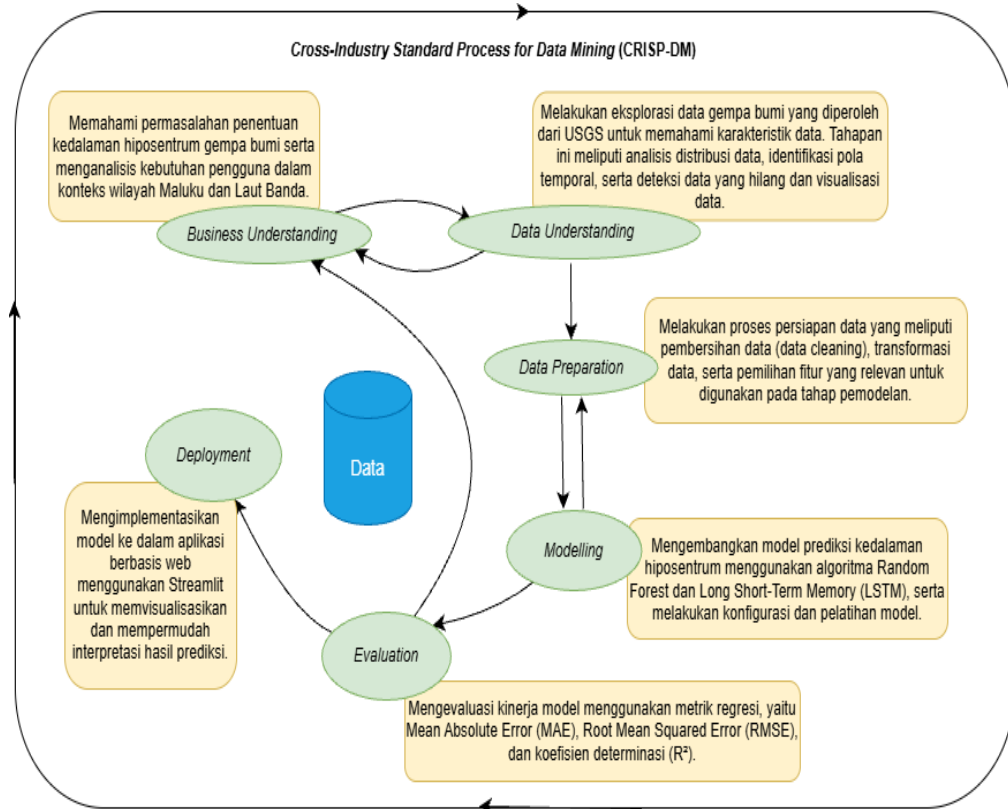 Cross-Industry Standard Process for Data Mining (CRISP-DM)
Memahami permasalahan penentuan
kedalaman hiposentrum gempa bumi serta
menganalisis kebutuhan pengguna dalam
konteks wilayah Maluku dan Laut Banda.
Business Understanding
Melakukan eksplorasi data gempa bumi yang diperoleh
dari USGS untuk memahami karakteristik data. Tahapan
ini meliputi analisis distribusi data, identifikasi pola
temporal, serta deteksi data yang hilang dan visualisasi
data.
Data Understanding
Melakukan proses persiapan data yang meliputi
pembersihan data (data cleaning), transformasi
data, serta pemilihan fitur yang relevan untuk
digunakan pada tahap pemodelan.
Data Preparation
Data
Deployment
Mengimplementasikan
model ke dalam aplikasi
berbasis web
menggunakan Streamlit
untuk memvisualisasikan
dan mempermudah
interpretasi hasil prediksi.
Modelling
Mengembangkan model prediksi kedalaman
hiposentrum menggunakan algoritma Random
Forest dan Long Short-Term Memory (LSTM), serta
melakukan konfigurasi dan pelatihan model.
Evaluation
Mengevaluasi kinerja model menggunakan metrik regresi, yaitu
Mean Absolute Error (MAE), Root Mean Squared Error (RMSE),
dan koefisien determinasi (R²).